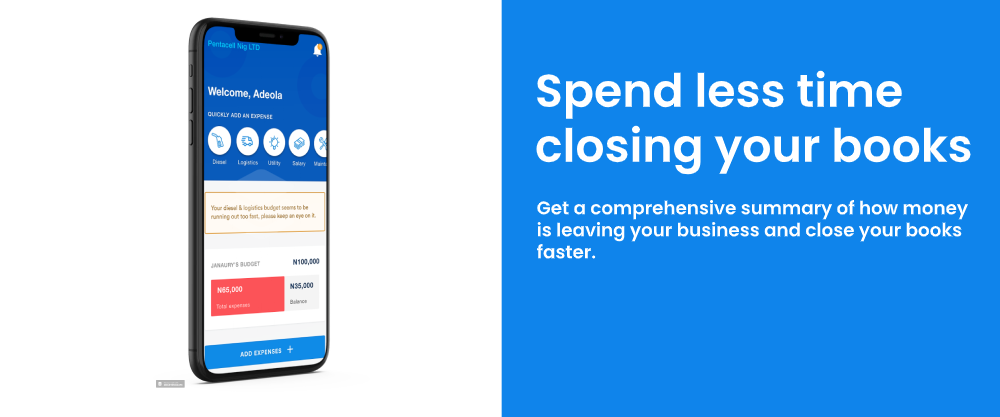 Pentacell Nig LTD
Welcome, Adeola
QUICKLY ADD AN EXPENSE
Diesel Logistics Utility Salary
Your diesel & logistics budget seems to be
running out too fast, please keep an eye on it.
JANAURY'S BUDGET N100,000
N65,000
Total expenses
N35,000
Balance
ADD EXPENSES +
Spend less time
closing your books
Get a comprehensive summary of how money
is leaving your business and close your books
faster.